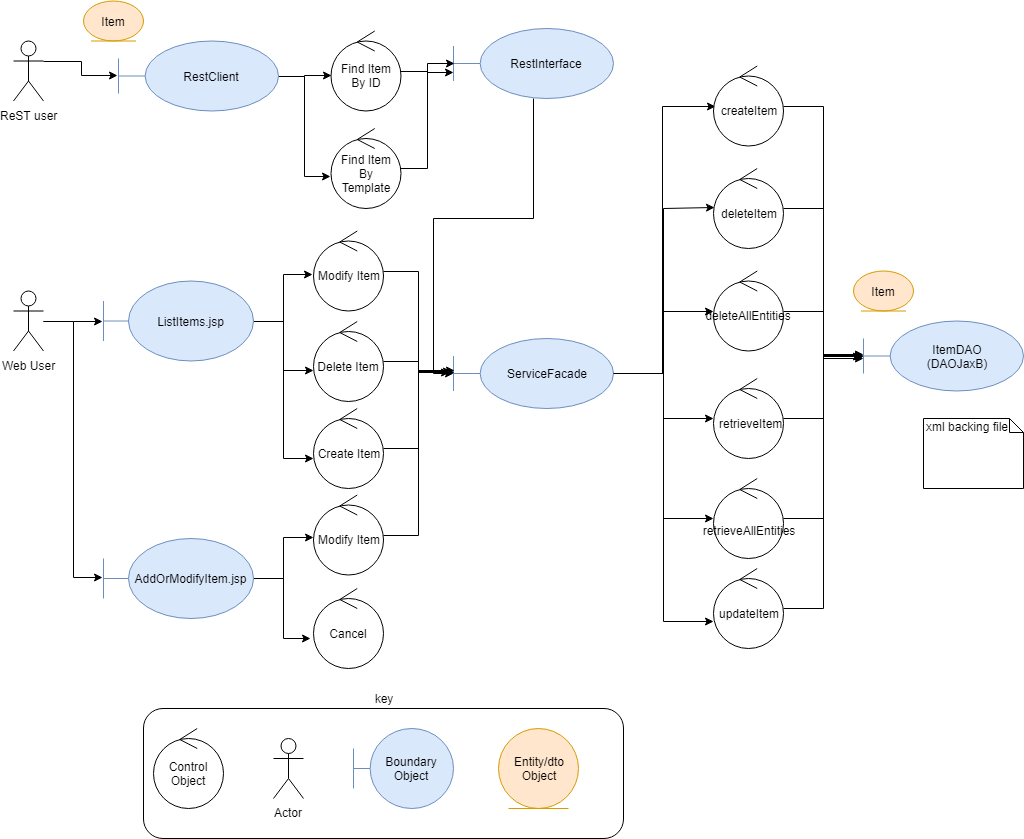 Item
ReST user
RestClient
Find Item
By ID
Find Item
By
Template
RestInterface
createItem
deleteItem
deleteAllEntities
retrieveItem
retrieveAllEntities
updateItem
Item
ItemDAO
(DAOJaxB)
xml backing file
Web User
ListItems.jsp
Modify Item
Delete Item
Create Item
ServiceFacade
AddOrModifyItem.jsp
Modify Item
Cancel
key
Control
Object
Actor
Boundary
Object
Entity/dto
Object